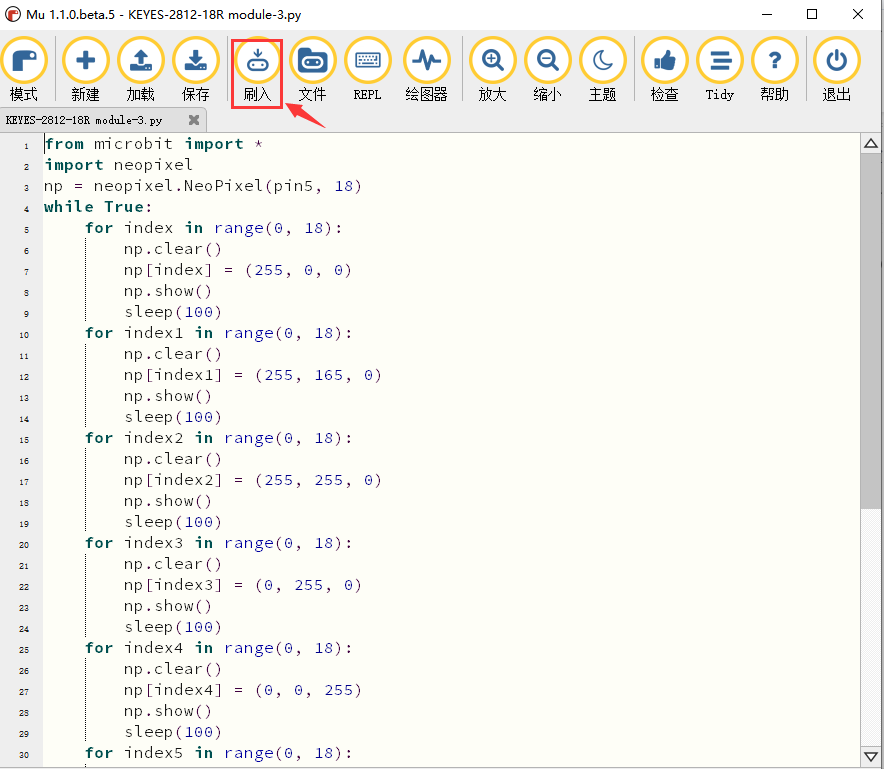 Mu 1.1.0.beta.5 - KEYES-2812-18R module-3.py
模式 新建 加载 保存 刷入 文件 REPL 绘图器 放大 缩小 主题 检查 Tidy 帮助 退出
KEYES-2812-18R module-3.py
1 from microbit import *
2 import neopixel
3 np = neopixel.NeoPixel(pin5, 18)
4 while True:
5 for index in range(0, 18):
6 np.clear()
7 np[index] = (255, 0, 0)
8 np.show()
9 sleep(100)
10 for index1 in range(0, 18):
11 np.clear()
12 np[index1] = (255, 165, 0)
13 np.show()
14 sleep(100)
15 for index2 in range(0, 18):
16 np.clear()
17 np[index2] = (255, 255, 0)
18 np.show()
19 sleep(100)
20 for index3 in range(0, 18):
21 np.clear()
22 np[index3] = (0, 255, 0)
23 np.show()
24 sleep(100)
25 for index4 in range(0, 18):
26 np.clear()
27 np[index4] = (0, 0, 255)
28 np.show()
29 sleep(100)
30 for index5 in range(0, 18):